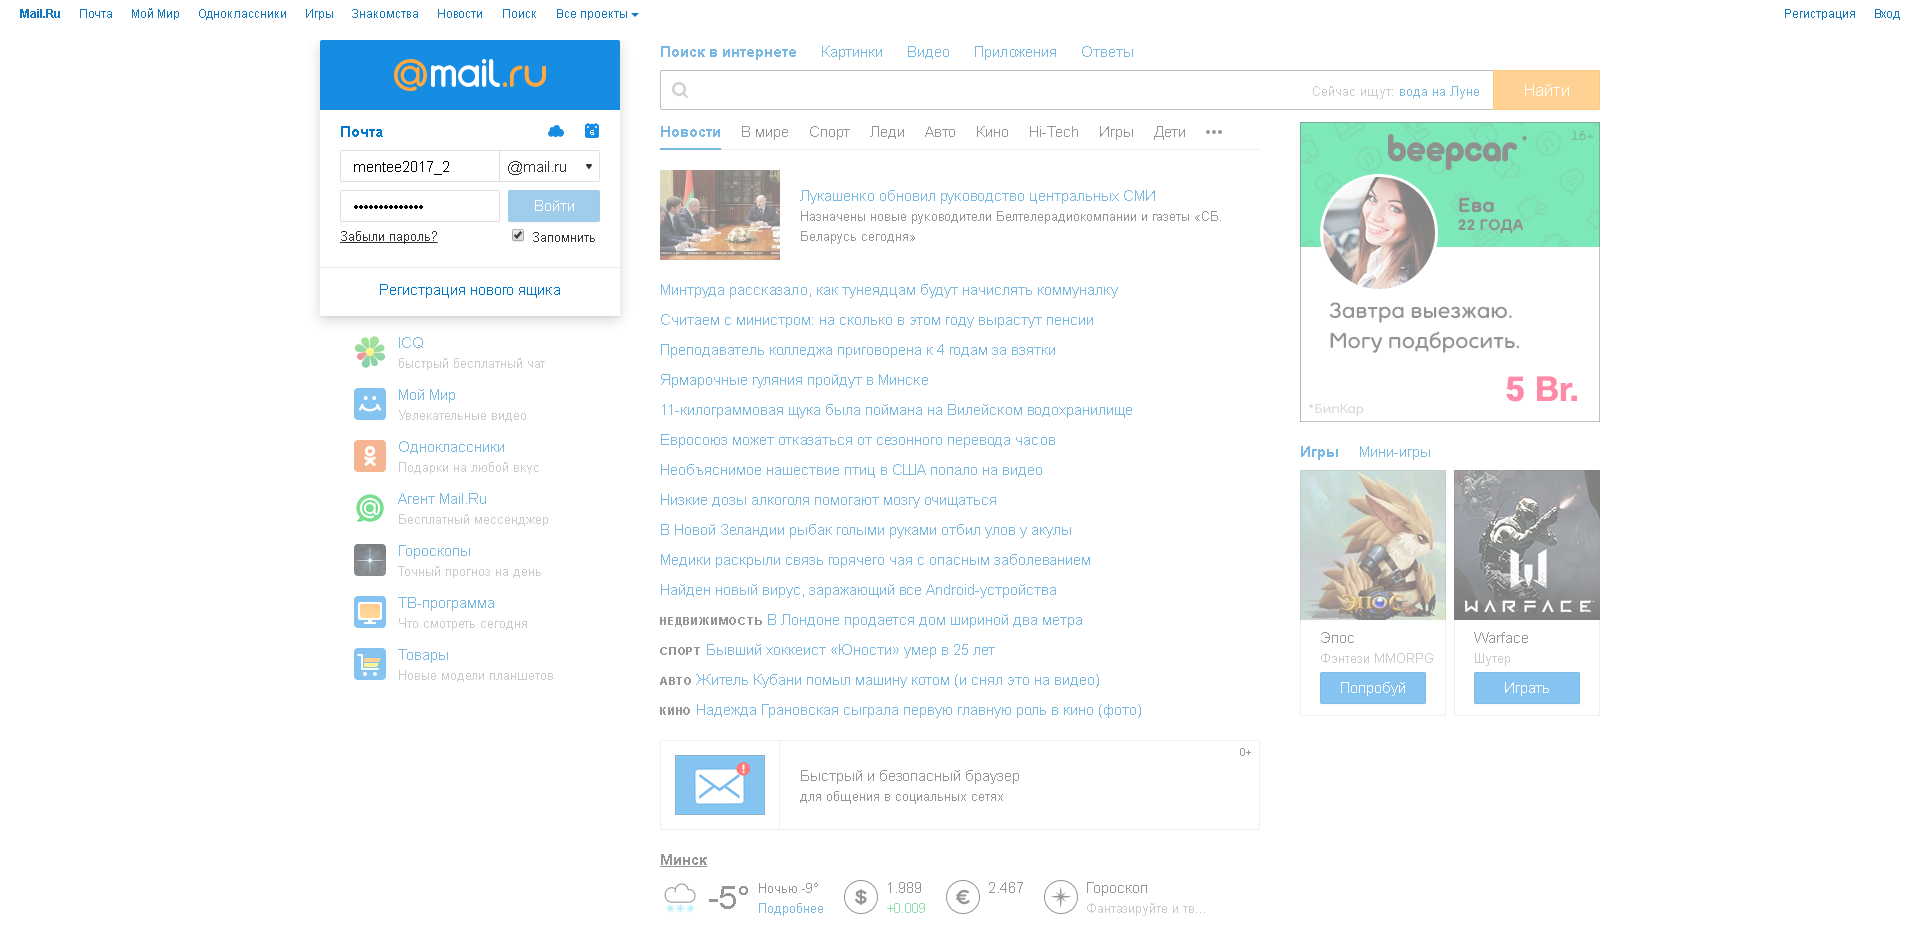 Mail.Ru Почта Мой Мир Одноклассники Игры Знакомства Новости Поиск Все проекты Регистрация Вход
@mail.ru
Почта
6
mentee2017_2 @mail.ru
Войти
Забыли пароль? Запомнить
Регистрация нового ящика
ICQ
быстрый бесплатный чат
Мой Мир
Увлекательные видео
Одноклассники
Подарки на любой вкус
Агент Mail.Ru
Бесплатный мессенджер
Гороскопы
Точный прогноз на день
ТВ-программа
Что смотреть сегодня
Товары
Новые модели планшетов
Поиск в интернете Картинки Видео Приложения Ответы
Сейчас ищут: вода на Луне Найти
Новости В мире Спорт Леди Авто Кино Hi-Tech Игры Дети •••
Лукашенко обновил руководство центральных СМИ
Назначены новые руководители Белтелерадиокомпании и газеты «СБ.
Беларусь сегодня»
Минтруда рассказало, как тунеядцам будут начислять коммуналку
Считаем с министром: на сколько в этом году вырастут пенсии
Преподаватель колледжа приговорена к 4 годам за взятки
Ярмарочные гуляния пройдут в Минске
11-килограммовая щука была поймана на Вилейском водохранилище
Евросоюз может отказаться от сезонного перевода часов
Необъяснимое нашествие птиц в США попало на видео
Низкие дозы алкоголя помогают мозгу очищаться
В Новой Зеландии рыбак голыми руками отбил улов у акулы
Медики раскрыли связь горячего чая с опасным заболеванием
Найден новый вирус, заражающий все Android-устройства
НЕДВИЖИМОСТЬ В Лондоне продается дом шириной два метра
СПОРТ Бывший хоккеист «Юности» умер в 25 лет
АВТО Житель Кубани помыл машину котом (и снял это на видео)
КИНО Надежда Грановская сыграла первую главную роль в кино (фото)
0+
Быстрый и безопасный браузер
для общения в социальных сетях
Минск
-5° Ночью -9° $ 1.989 € 2.467 Гороскоп
Подробнее +0.009 Фантазируйте и тв...
16+
beepcar*
Ева
22 ГОДА
Завтра выезжаю.
Могу подбросить.
5 Br.
*БипКар
Игры Мини-игры
ЭПОС
WARFACE
Эпос
Фэнтези MMORPG
Попробуй
Warface
Шутер
Играть